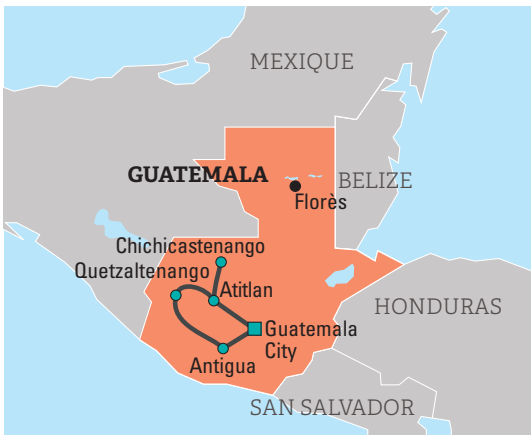 MEXIQUE
GUATEMALA
BELIZE
Florès
Chichicastenango
Quetzaltenango
Atitlan
Guatemala
City
HONDURAS
Antigua
SAN SALVADOR